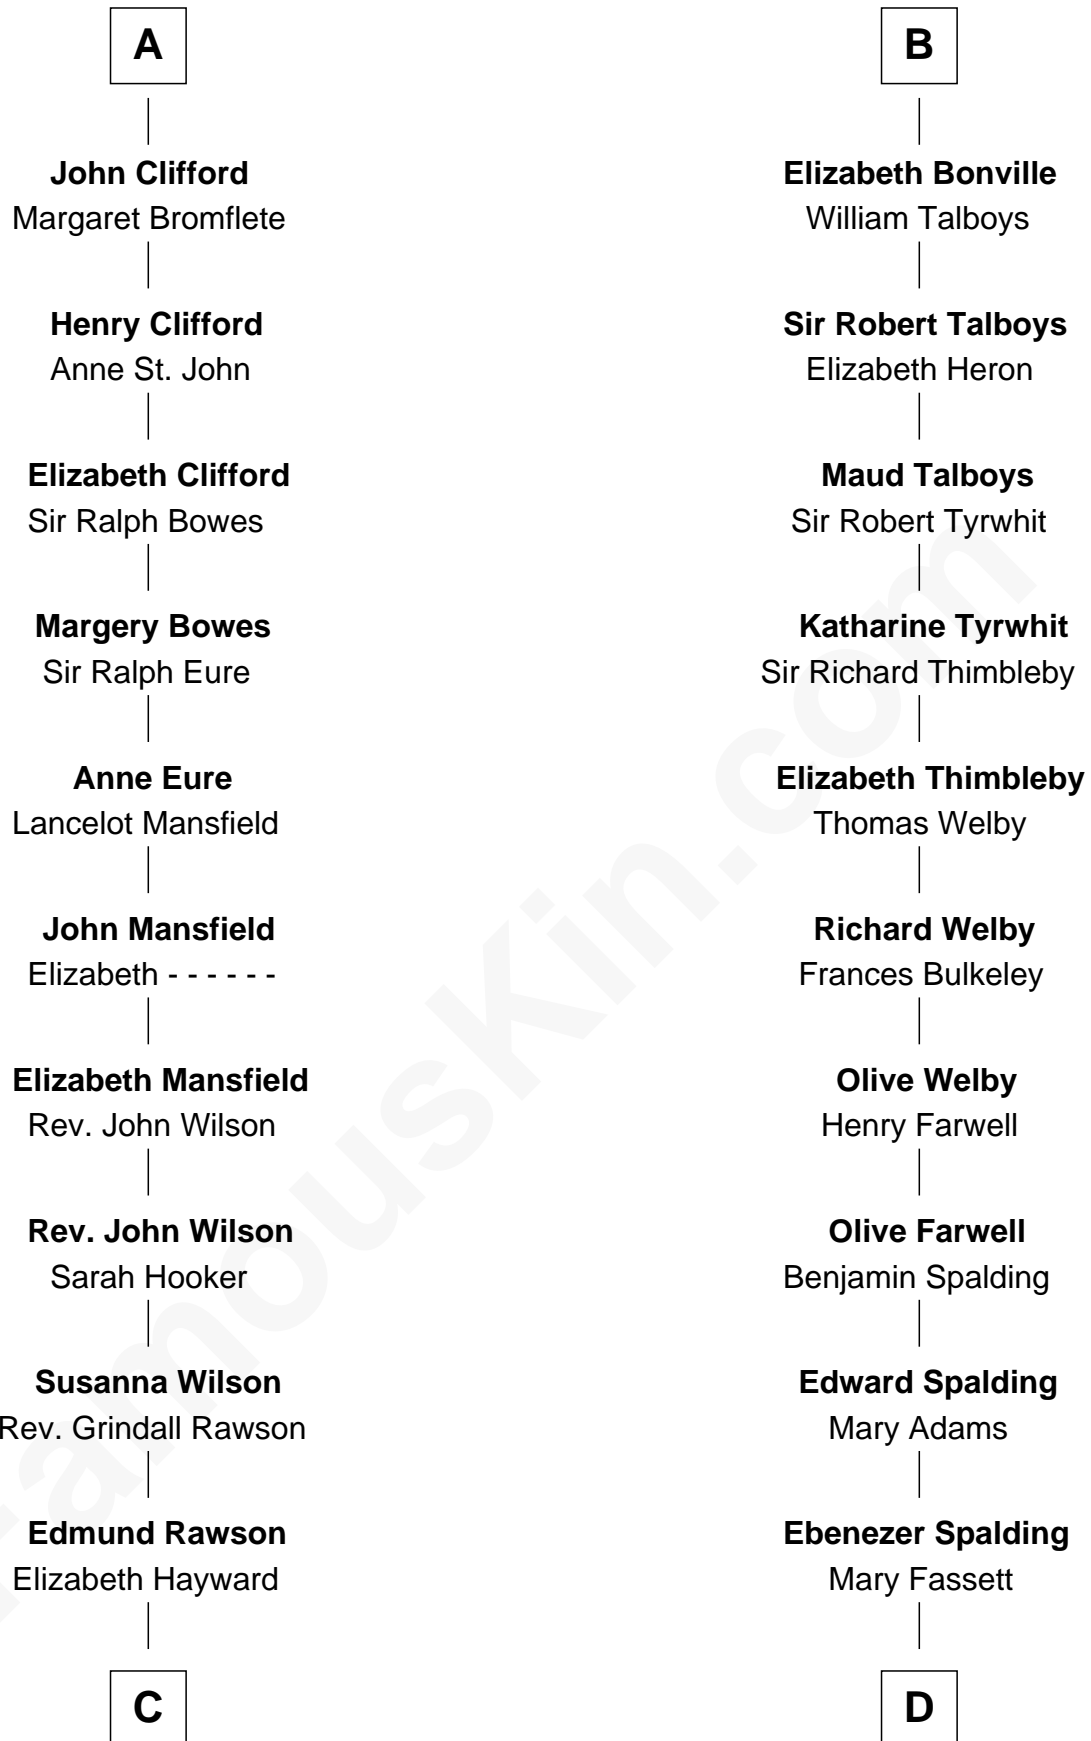 A
John Clifford
Margaret Bromflete
Henry Clifford
Anne St. John
Elizabeth Clifford
Sir Ralph Bowes
Margery Bowes
Sir Ralph Eure
Anne Eure
Lancelot Mansfield
John Mansfield
Elizabeth - - - - - -
Elizabeth Mansfield
Rev. John Wilson
Rev. John Wilson
Sarah Hooker
Susanna Wilson
Rev. Grindall Rawson
Edmund Rawson
Elizabeth Hayward
C
B
Elizabeth Bonville
William Talboys
Sir Robert Talboys
Elizabeth Heron
Maud Talboys
Sir Robert Tyrwhit
Katharine Tyrwhit
Sir Richard Thimbleby
Elizabeth Thimbleby
Thomas Welby
Richard Welby
Frances Bulkeley
Olive Welby
Henry Farwell
Olive Farwell
Benjamin Spalding
Edward Spalding
Mary Adams
Ebenezer Spalding
Mary Fassett
D
FamousKin.com